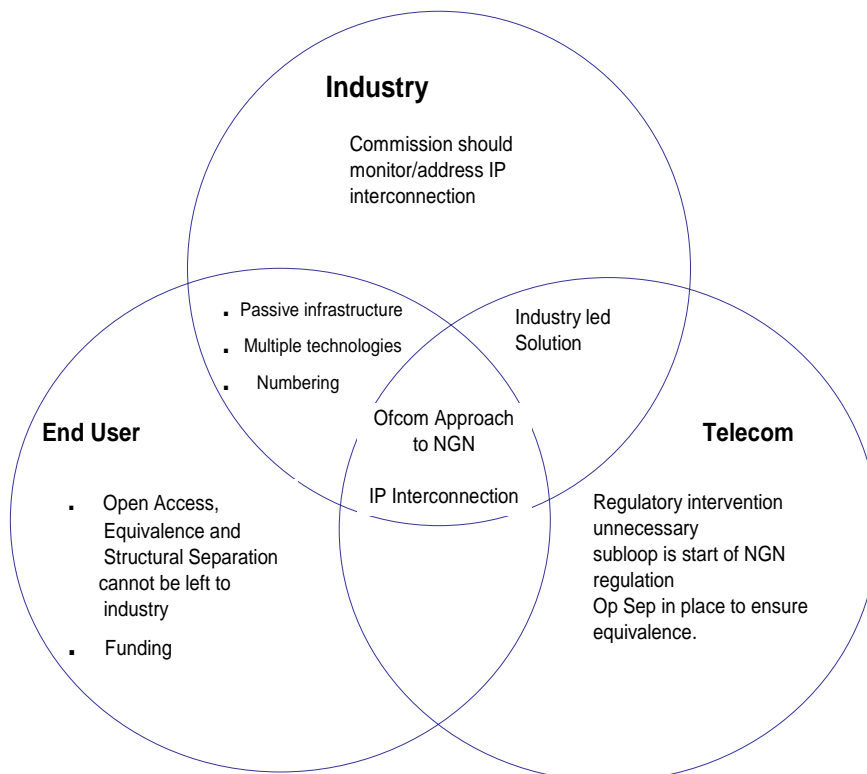 Industry
Commission should
monitor/address IP
interconnection
▪ Passive infrastructure
▪ Multiple technologies
▪ Numbering
Industry led
Solution
Ofcom Approach
to NGN
IP Interconnection
End User
▪ Open Access,
Equivalence and
Structural Separation
cannot be left to
industry
▪ Funding
Telecom
Regulatory intervention
unnecessary
subloop is start of NGN
regulation
Op Sep in place to ensure
equivalence.